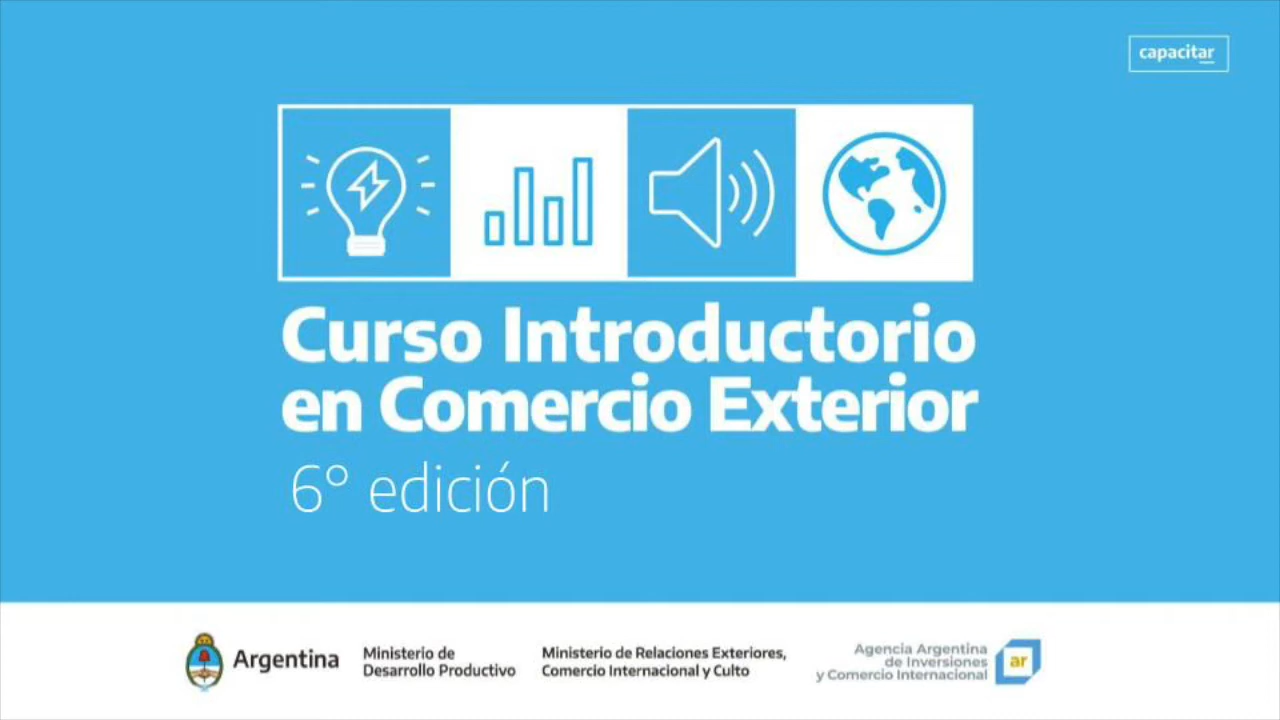 capacitar
Curso Introductorio
en Comercio Exterior
6° edición
Argentina
Ministerio de
Desarrollo Productivo
Ministerio de Relaciones Exteriores,
Comercio Internacional y Culto
Agencia Argentina
de Inversiones
y Comercio Internacional
ar